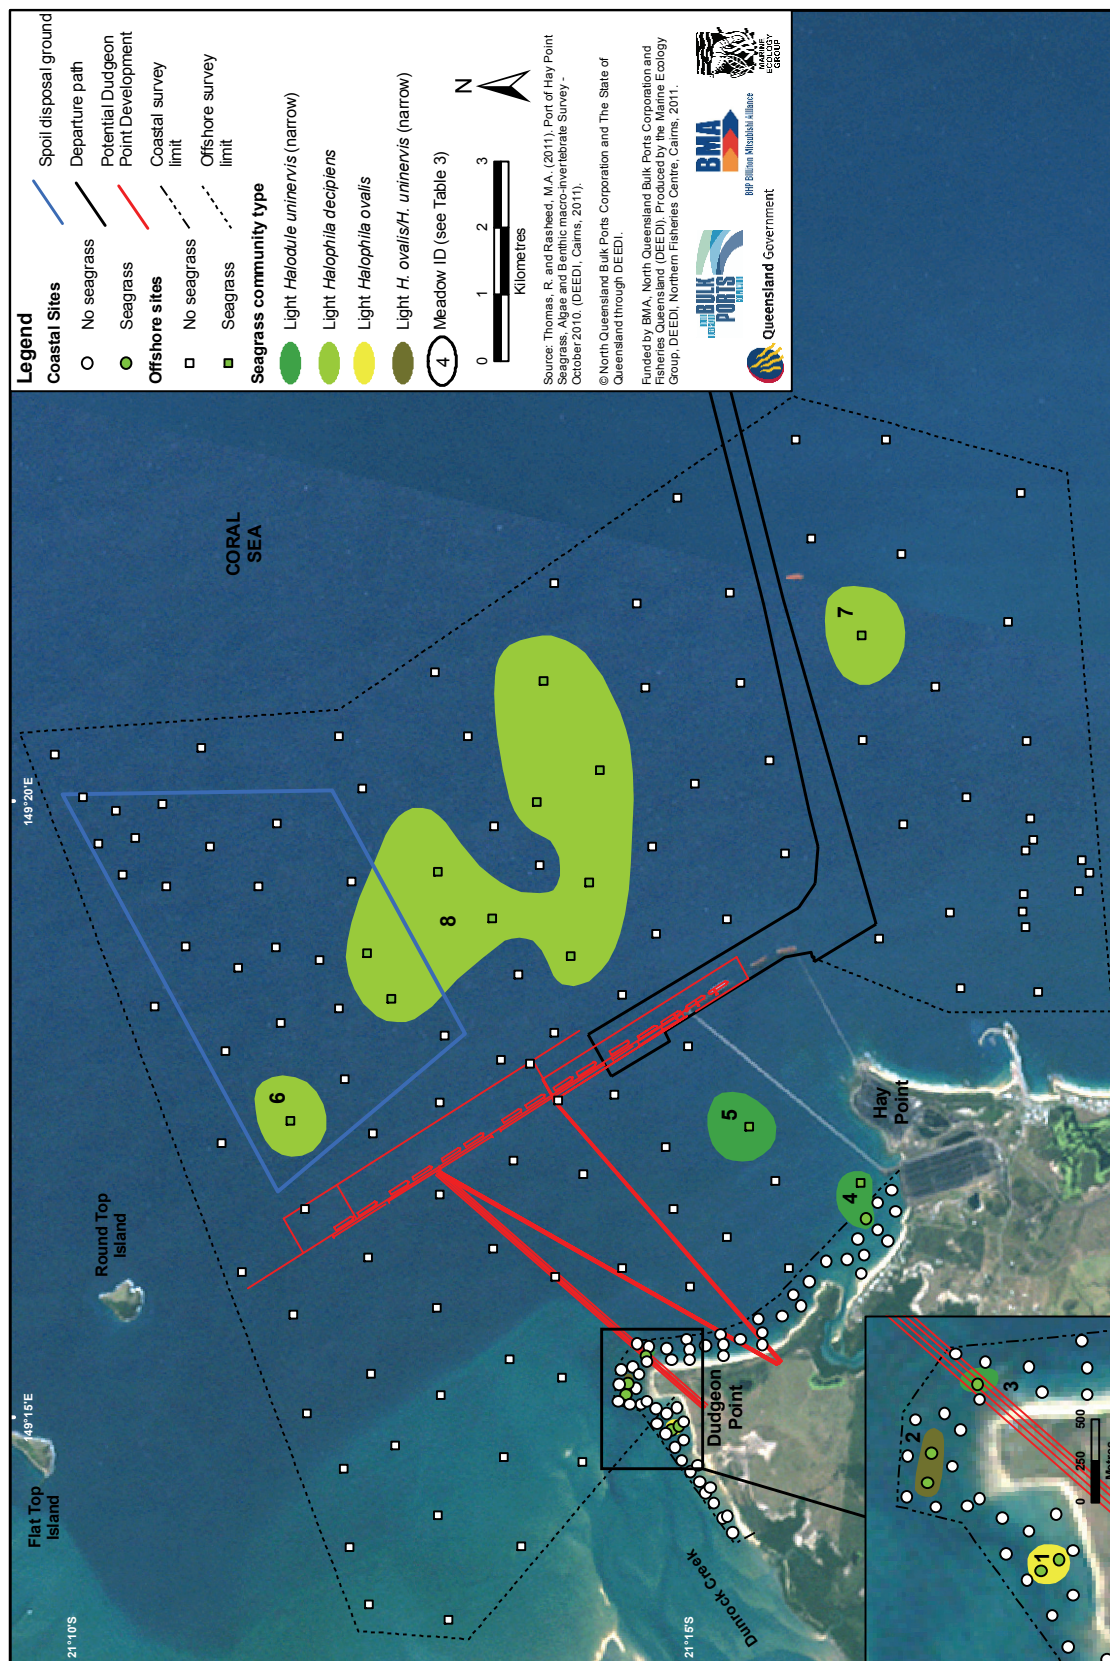 Legend
Coastal Sites
No seagrass
Seagrass
Offshore sites
No seagrass
Seagrass
Spoil disposal ground
Departure path
Potential Dudgeon
Point Development
Coastal survey
limit
Offshore survey
limit
Seagrass community type
Light Halodule uninervis (narrow)
Light Halophila decipiens
Light Halophila ovalis
Light H. ovalis/H. uninervis (narrow)
4 Meadow ID (see Table 3)
0 1 2 3
Kilometres
N
Source: Thomas, R. and Rasheed, M.A. (2011). Port of Hay Point
Seagrass, Algae and Benthic macro-invertebrate Survey -
October 2010. (DEEDI, Cairns, 2011).
© North Queensland Bulk Ports Corporation and The State of
Queensland through DEEDI.
Funded by BMA, North Queensland Bulk Ports Corporation and
Fisheries Queensland (DEEDI). Produced by the Marine Ecology
Group, DEEDI, Northern Fisheries Centre, Cairns, 2011.
BULK
PORTS
BMA
BHP Billiton Mitsubishi Alliance
MARINE
ECOLOGY
GROUP
Queensland Government
149°15'E
149°20'E
21°10'S
21°15'S
Flat Top
Island
Round Top
Island
CORAL
SEA
6
8
7
5
4
Hay
Point
Dudgeon
Point
Dunrock Creek
1
2
3
0 250 500
Metres